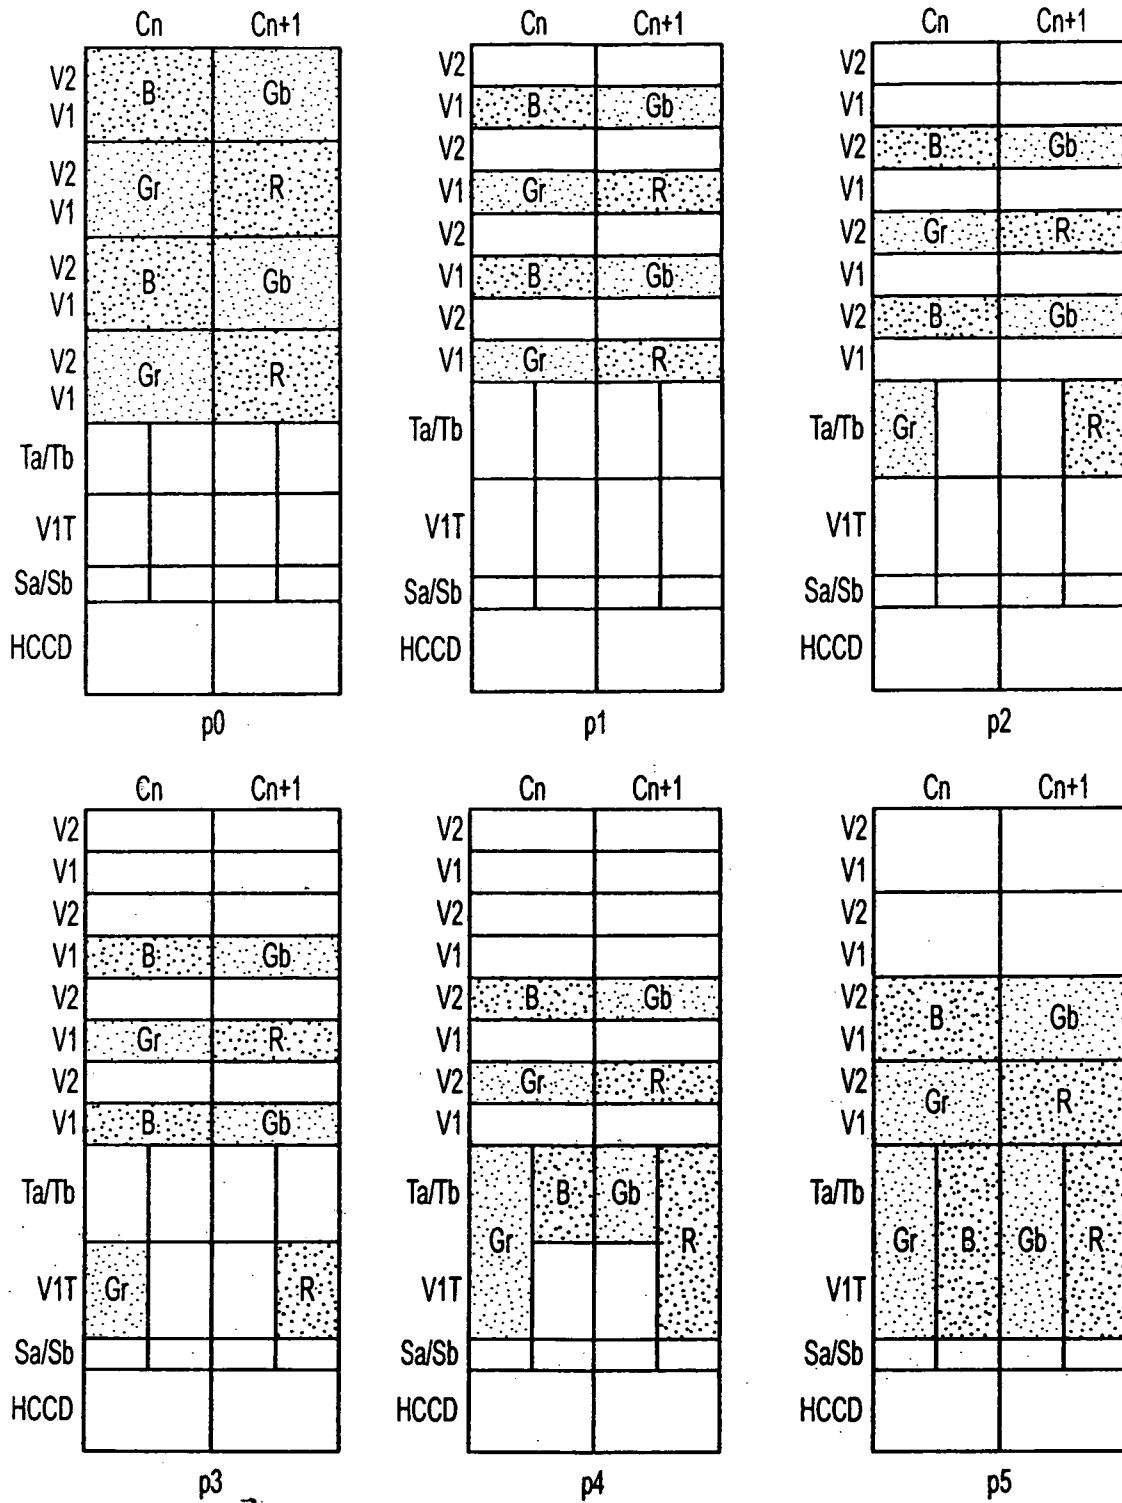 Cn Cn+1
V2
V1
B Gb
V2
V1
Gr R
V2
V1
B Gb
V2
V1
Gr R
Ta/Tb
V1T
Sa/Sb
HCCD
p0
Cn Cn+1
V2
V1 B Gb
V2
V1 Gr R
V2
V1 B Gb
V2
V1 Gr R
Ta/Tb
V1T
Sa/Sb
HCCD
p1
Cn Cn+1
V2
V1
V2 B Gb
V1
V2 Gr R
V1
V2 B Gb
V1
Ta/Tb Gr R
V1T
Sa/Sb
HCCD
p2
Cn Cn+1
V2
V1
V2
V1 B Gb
V2
V1 Gr R
V2
V1 B Gb
Ta/Tb
V1T Gr R
Sa/Sb
HCCD
p3
Cn Cn+1
V2
V1
V2
V1
V2 B Gb
V1
V2 Gr R
V1
Ta/Tb B Gb
Gr R
V1T
Sa/Sb
HCCD
p4
Cn Cn+1
V2
V1
V2
V1
V2
B Gb
V1
V2
Gr R
V1
Ta/Tb
Gr B Gb R
V1T
Sa/Sb
HCCD
p5